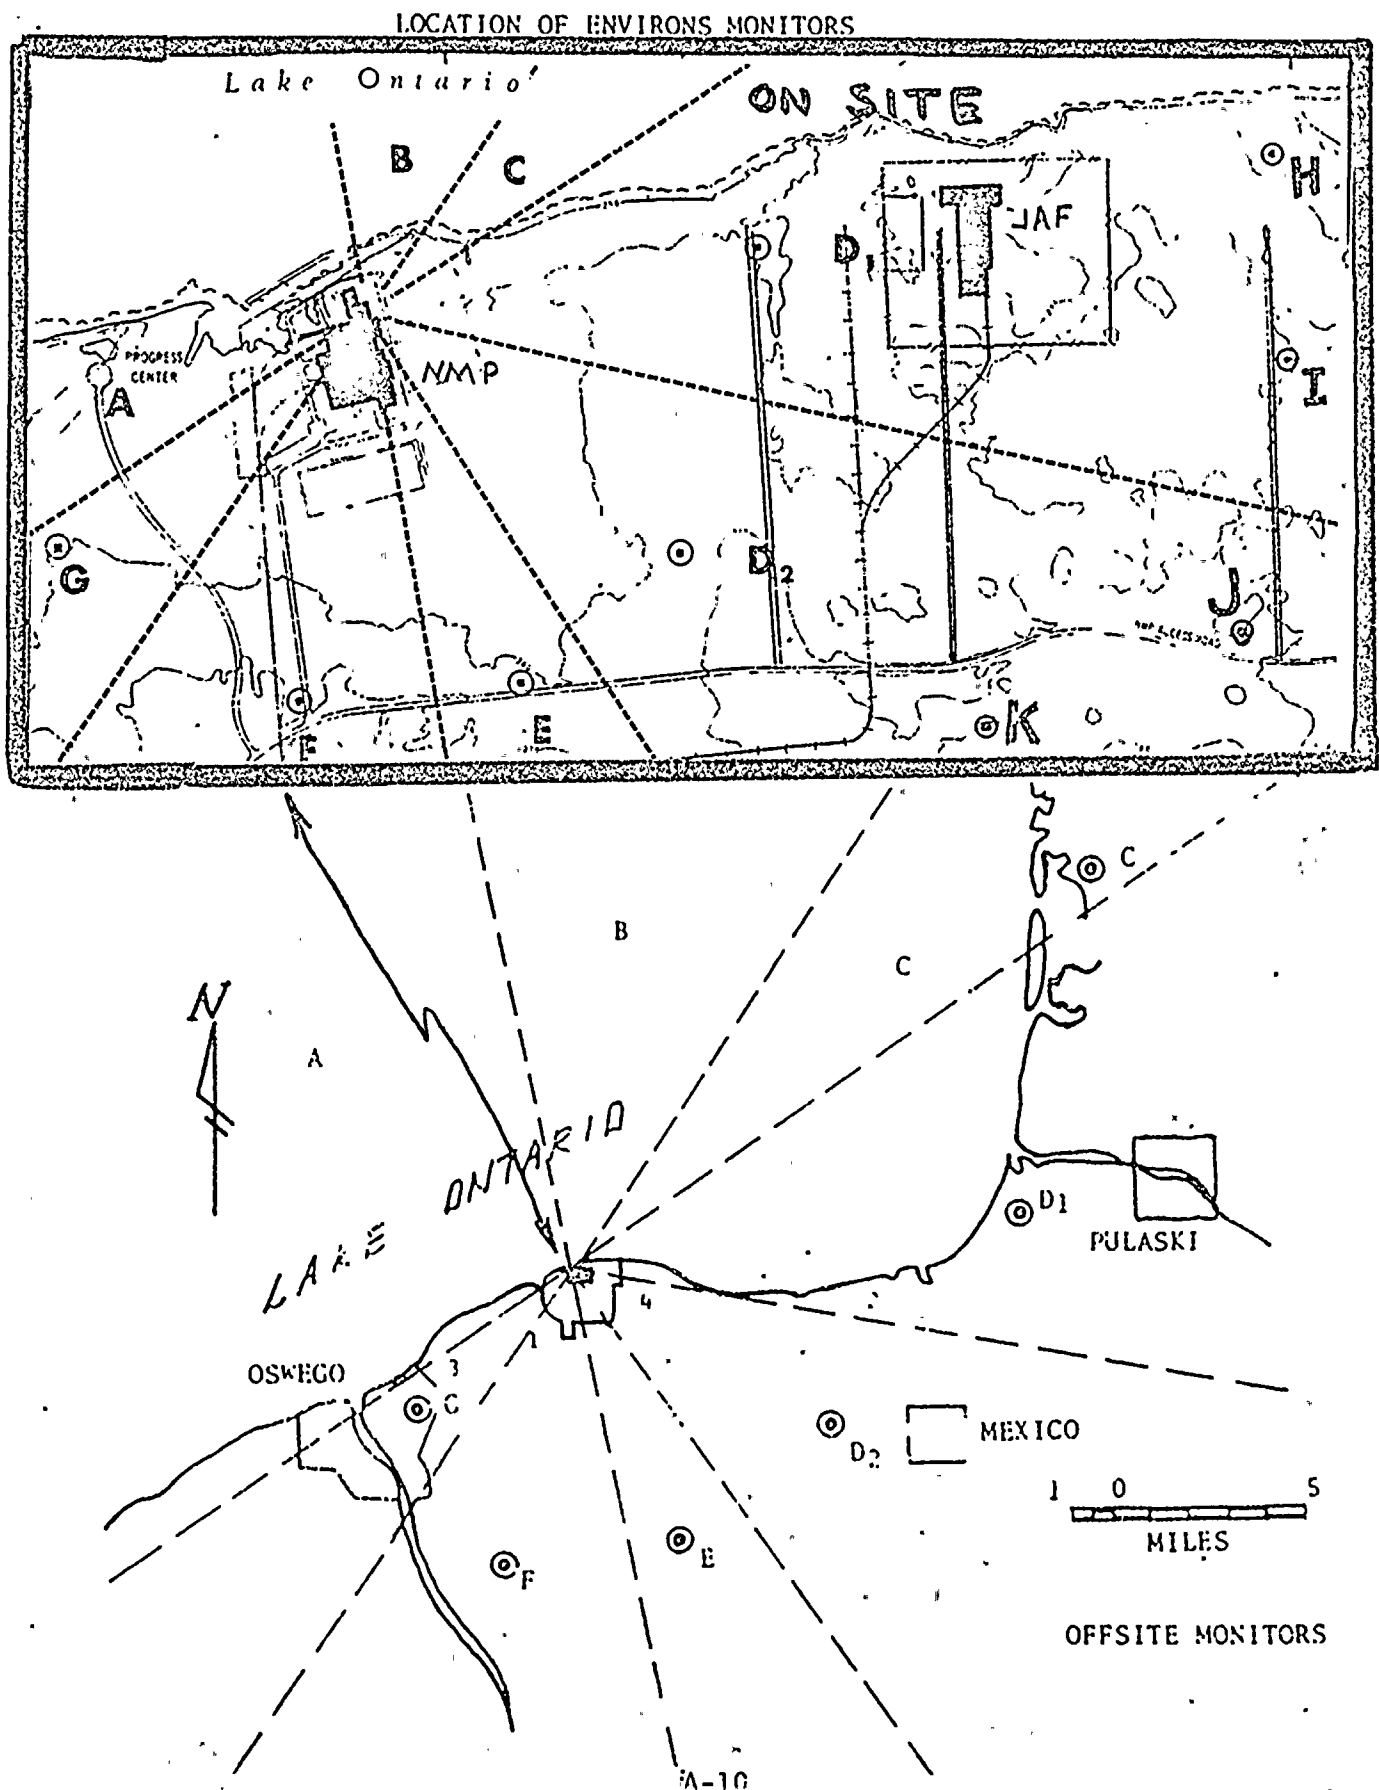 LOCATION OF ENVIRONS MONITORS
Lake Ontario
ON SITE
B
C
H
JAF
D1
PROGRESS
CENTER
NMP
A
I
G
D2
J
E
F
K
C
B
C
N
A
LAKE ONTARIO
D1
PULASKI
4
1
3
OSWEGO
G
D2
MEXICO
1 0 5
MILES
E
F
OFFSITE MONITORS
A-10